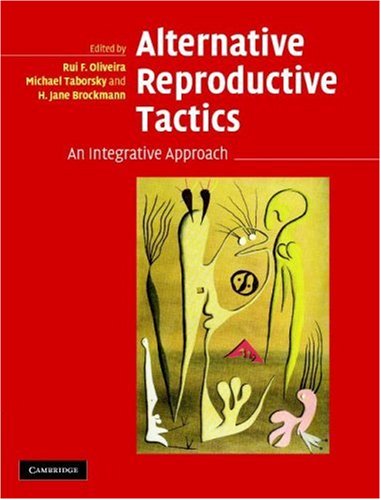 Edited by
Rui F. Oliveira
Michael Taborsky and
H. Jane Brockmann
Alternative
Reproductive
Tactics
An Integrative Approach
CAMBRIDGE